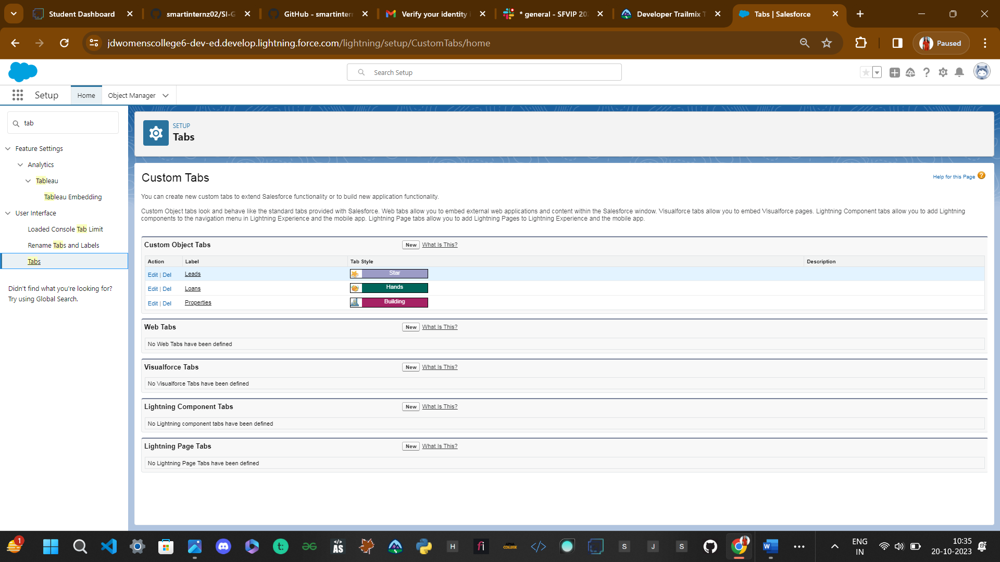 Student Dashboard
smartinternz02/SI-G
GitHub - smartintern
Verify your identity i
* general - SFVIP 202
Developer Trailmix T
Tabs | Salesforce
jdwomenscollege6-dev-ed.develop.lightning.force.com/lightning/setup/CustomTabs/home
Paused
Search Setup
Setup
Home
Object Manager
tab
Feature Settings
Analytics
Tableau
Tableau Embedding
User Interface
Loaded Console Tab Limit
Rename Tabs and Labels
Tabs
Didn't find what you're looking for?
Try using Global Search.
SETUP
Tabs
Custom Tabs
Help for this Page
You can create new custom tabs to extend Salesforce functionality or to build new application functionality.
Custom Object tabs look and behave like the standard tabs provided with Salesforce. Web tabs allow you to embed external web applications and content within the Salesforce window. Visualforce tabs allow you to embed Visualforce pages. Lightning Component tabs allow you to add Lightning
components to the navigation menu in Lightning Experience and the mobile app. Lightning Page tabs allow you to add Lightning Pages to Lightning Experience and the mobile app.
Custom Object Tabs New What Is This?
Action Label Tab Style Description
Edit | Del Leads Star
Edit | Del Loans Hands
Edit | Del Properties Building
Web Tabs New What Is This?
No Web Tabs have been defined
Visualforce Tabs New What Is This?
No Visualforce Tabs have been defined
Lightning Component Tabs New What Is This?
No Lightning component tabs have been defined
Lightning Page Tabs New What Is This?
No Lightning Page Tabs have been defined
1
t:
</>
AS
H
fi
APNA
COLLEGE
</>
S
J
S
W
ENG
IN
10:35
20-10-2023